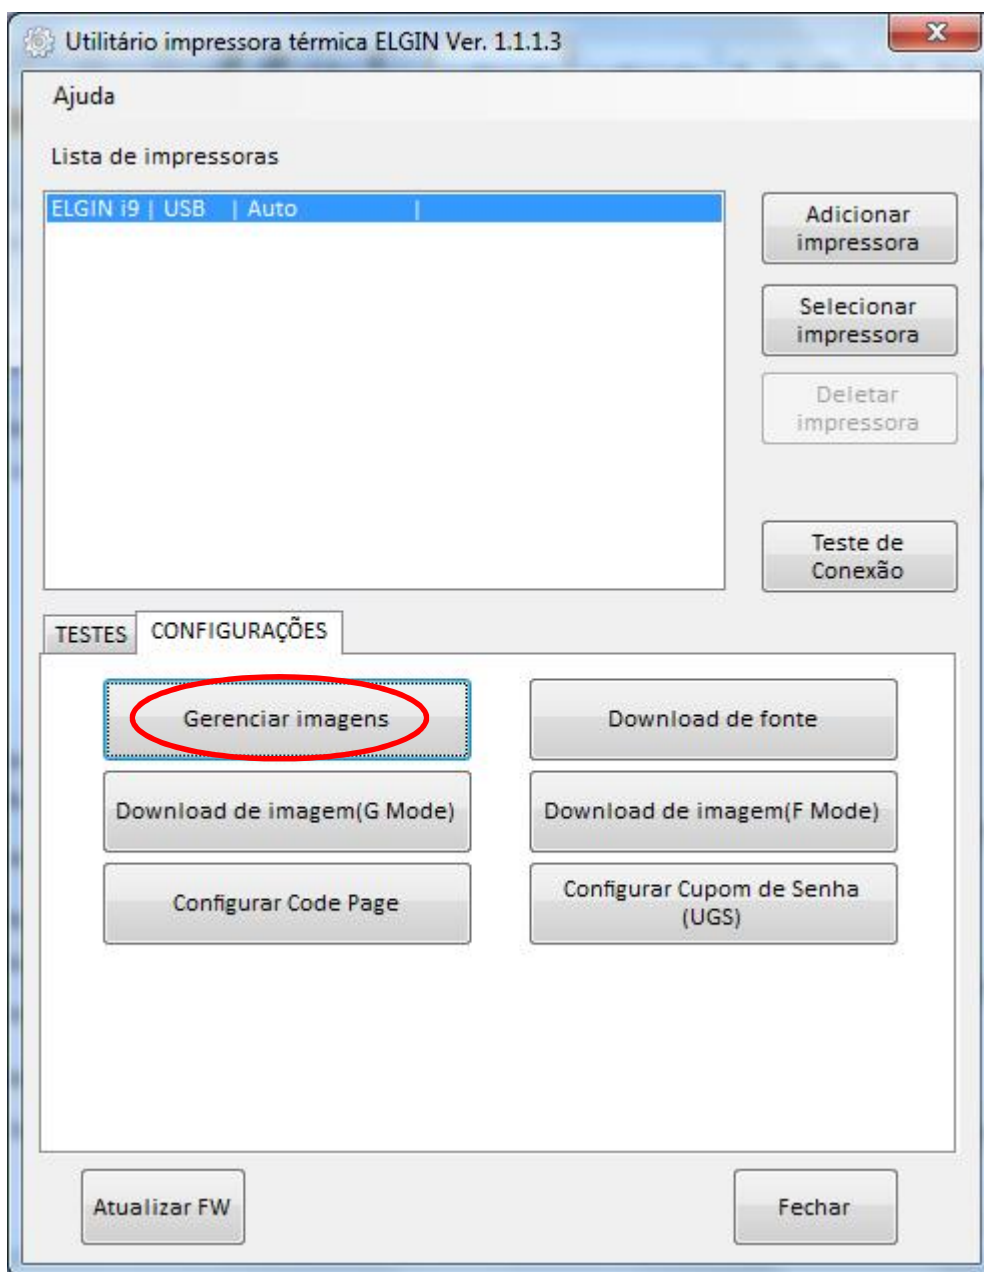 Utilitário impressora térmica ELGIN Ver. 1.1.1.3
Ajuda
Lista de impressoras
ELGIN i9 | USB | Auto |
Adicionar
impressora
Selecionar
impressora
Deletar
impressora
Teste de
Conexão
TESTES
CONFIGURAÇÕES
Gerenciar imagens
Download de fonte
Download de imagem(G Mode)
Download de imagem(F Mode)
Configurar Code Page
Configurar Cupom de Senha
(UGS)
Atualizar FW
Fechar